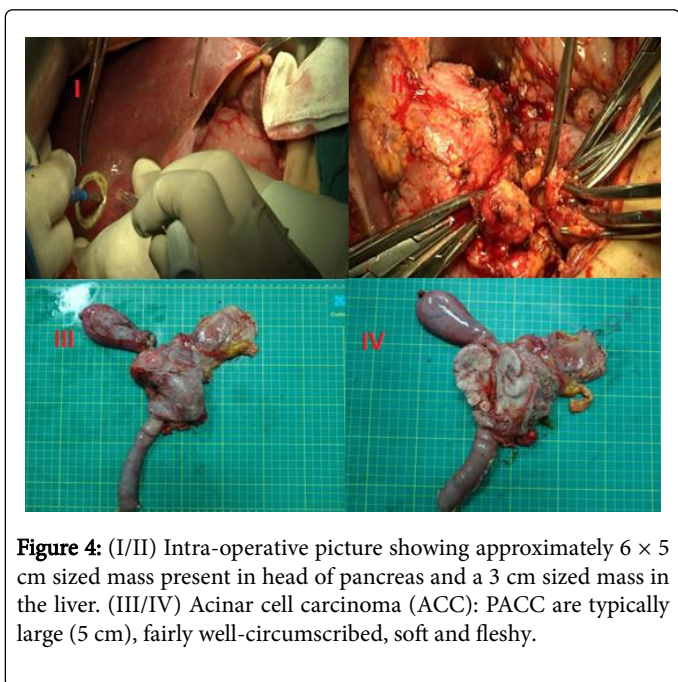 I
II
III
IV
Figure 4: (I/II) Intra-operative picture showing approximately 6 × 5
cm sized mass present in head of pancreas and a 3 cm sized mass in
the liver. (III/IV) Acinar cell carcinoma (ACC): PACC are typically
large (5 cm), fairly well-circumscribed, soft and fleshy.